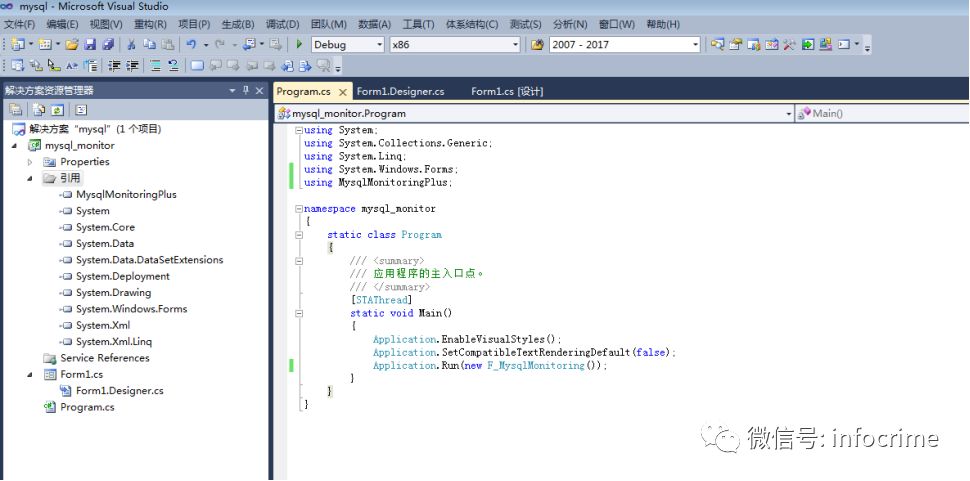 mysql - Microsoft Visual Studio
文件(F) 编辑(E) 视图(V) 重构(R) 项目(P) 生成(B) 调试(D) 团队(M) 数据(A) 工具(T) 体系结构(C) 测试(S) 分析(N) 窗口(W) 帮助(H)
Debug x86 2007 - 2017
解决方案资源管理器
Program.cs Form1.Designer.cs Form1.cs [设计]
mysql_monitor.Program Main()
解决方案 "mysql" (1 个项目)
mysql_monitor
Properties
引用
MysqlMonitoringPlus
System
System.Core
System.Data
System.Data.DataSetExtensions
System.Deployment
System.Drawing
System.Windows.Forms
System.Xml
System.Xml.Linq
Service References
Form1.cs
Form1.Designer.cs
Program.cs
using System;
using System.Collections.Generic;
using System.Linq;
using System.Windows.Forms;
using MysqlMonitoringPlus;
namespace mysql_monitor
{
static class Program
{
/// <summary>
/// 应用程序的主入口点。
/// </summary>
[STAThread]
static void Main()
{
Application.EnableVisualStyles();
Application.SetCompatibleTextRenderingDefault(false);
Application.Run(new F_MysqlMonitoring());
}
}
}
微信号: infocrime